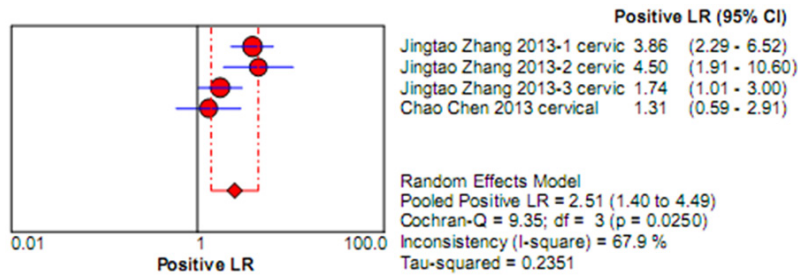 Positive LR (95% CI)
Jingtao Zhang 2013-1 cervic 3.86 (2.29 - 6.52)
Jingtao Zhang 2013-2 cervic 4.50 (1.91 - 10.60)
Jingtao Zhang 2013-3 cervic 1.74 (1.01 - 3.00)
Chao Chen 2013 cervical 1.31 (0.59 - 2.91)
Random Effects Model
Pooled Positive LR = 2.51 (1.40 to 4.49)
Cochran-Q = 9.35; df = 3 (p = 0.0250)
Inconsistency (I-square) = 67.9 %
Tau-squared = 0.2351
0.01 1 100.0
Positive LR